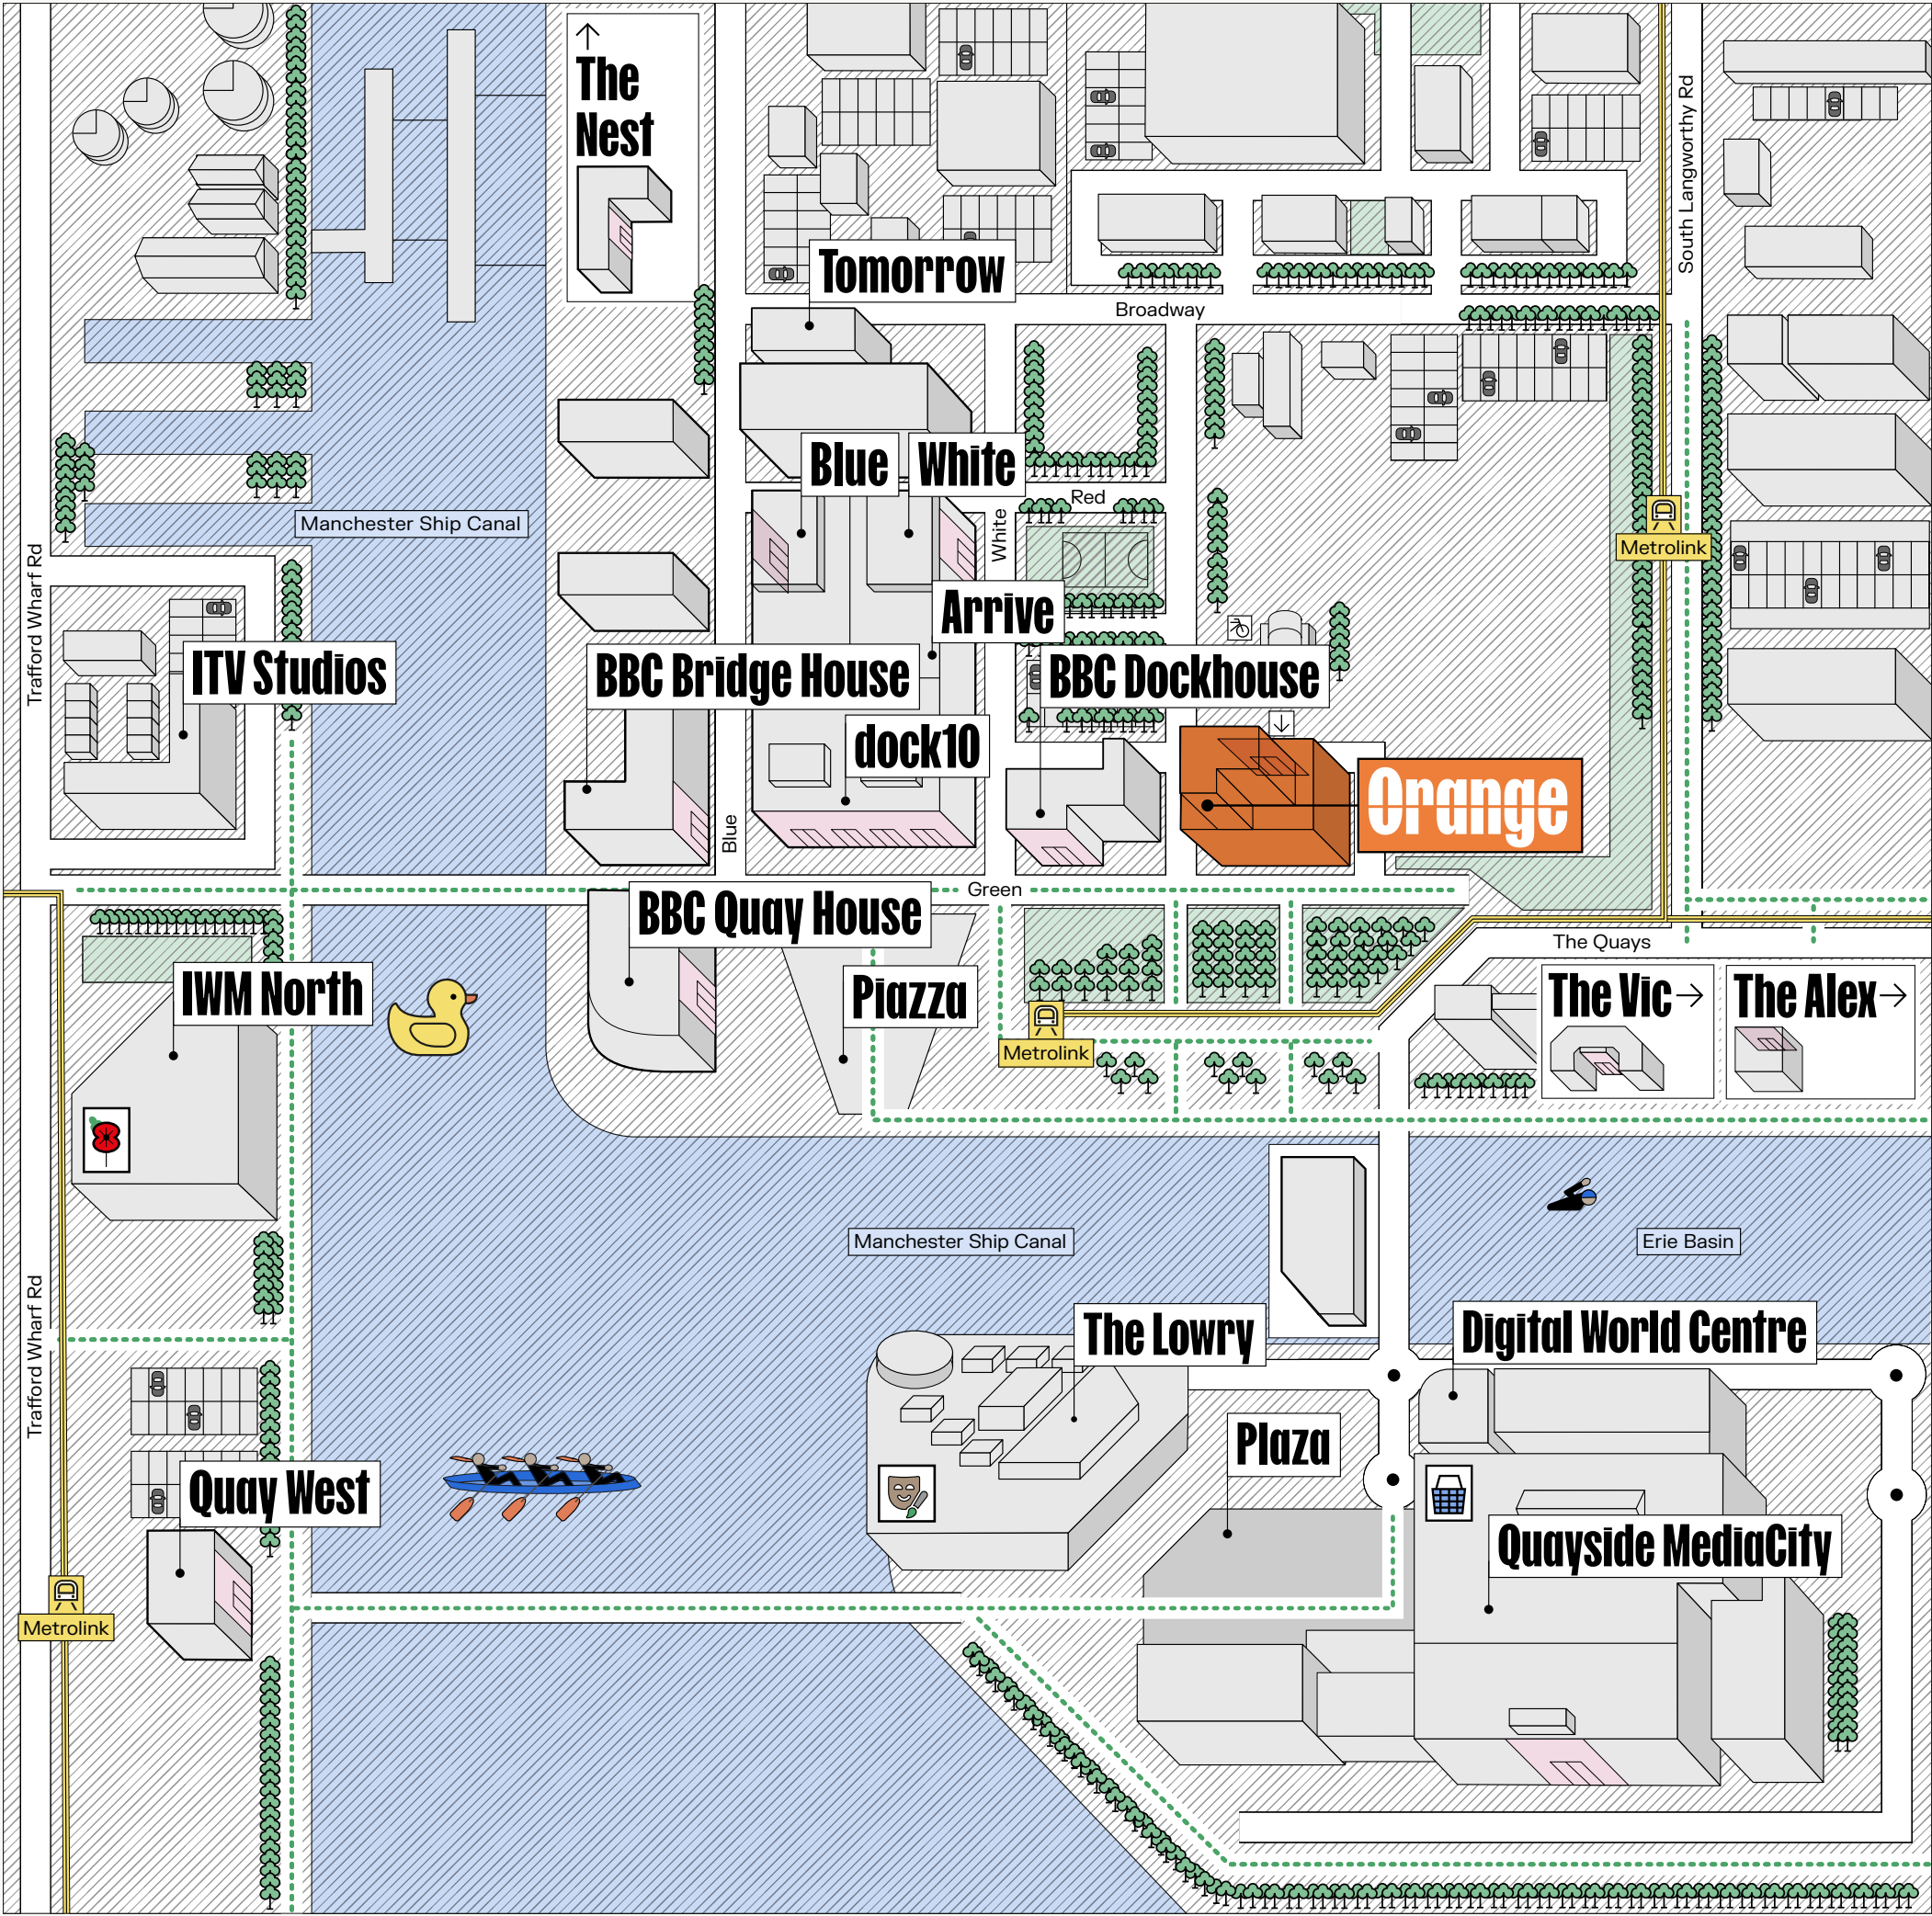 The
Nest
South Langworthy Rd
Tomorrow
Broadway
Blue
White
Red
Manchester Ship Canal
White
Metrolink
Trafford Wharf Rd
Arrive
ITV Studios
BBC Bridge House
BBC Dockhouse
dock10
Orange
Blue
Green
BBC Quay House
The Quays
IWM North
Piazza
The Vic→
The Alex→
Metrolink
Manchester Ship Canal
Erie Basin
Trafford Wharf Rd
The Lowry
Digital World Centre
Plaza
Quay West
Quayside MediaCity
Metrolink